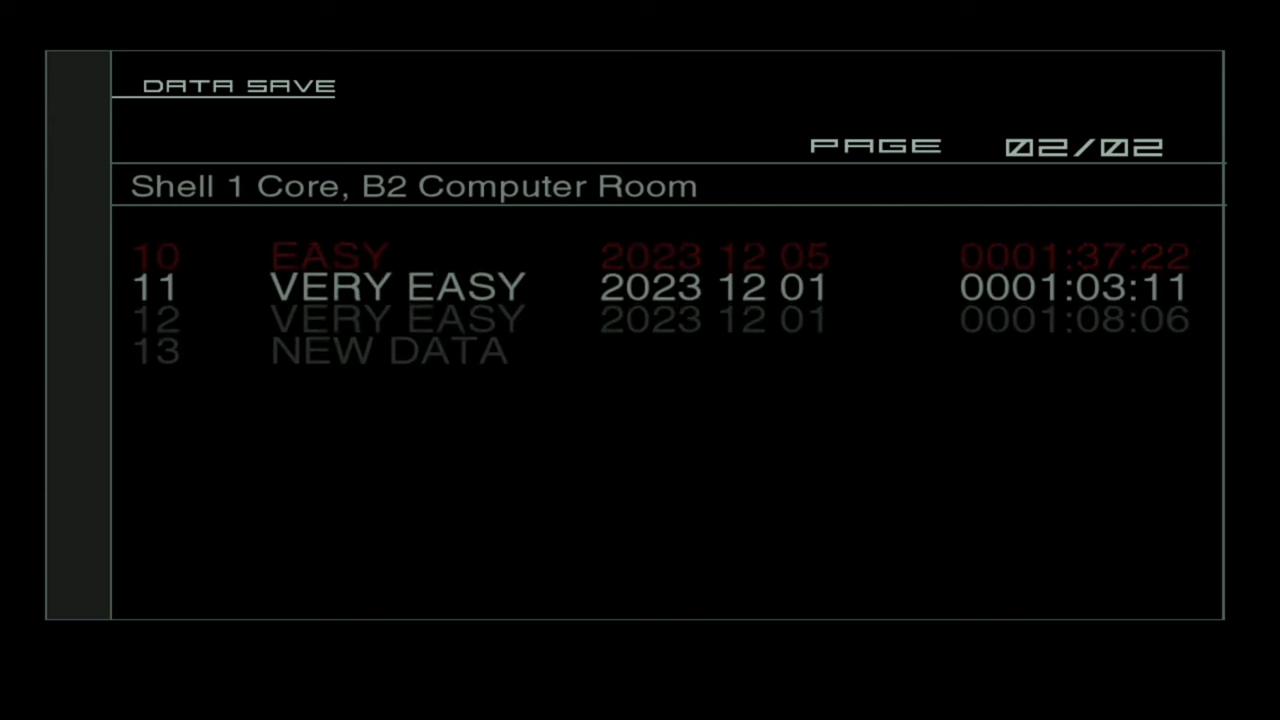 DATA SAVE
PAGE 02/02
Shell 1 Core, B2 Computer Room
10 EASY 2023 12 05 0001:37:22
11 VERY EASY 2023 12 01 0001:03:11
12 VERY EASY 2023 12 01 0001:08:06
13 NEW DATA